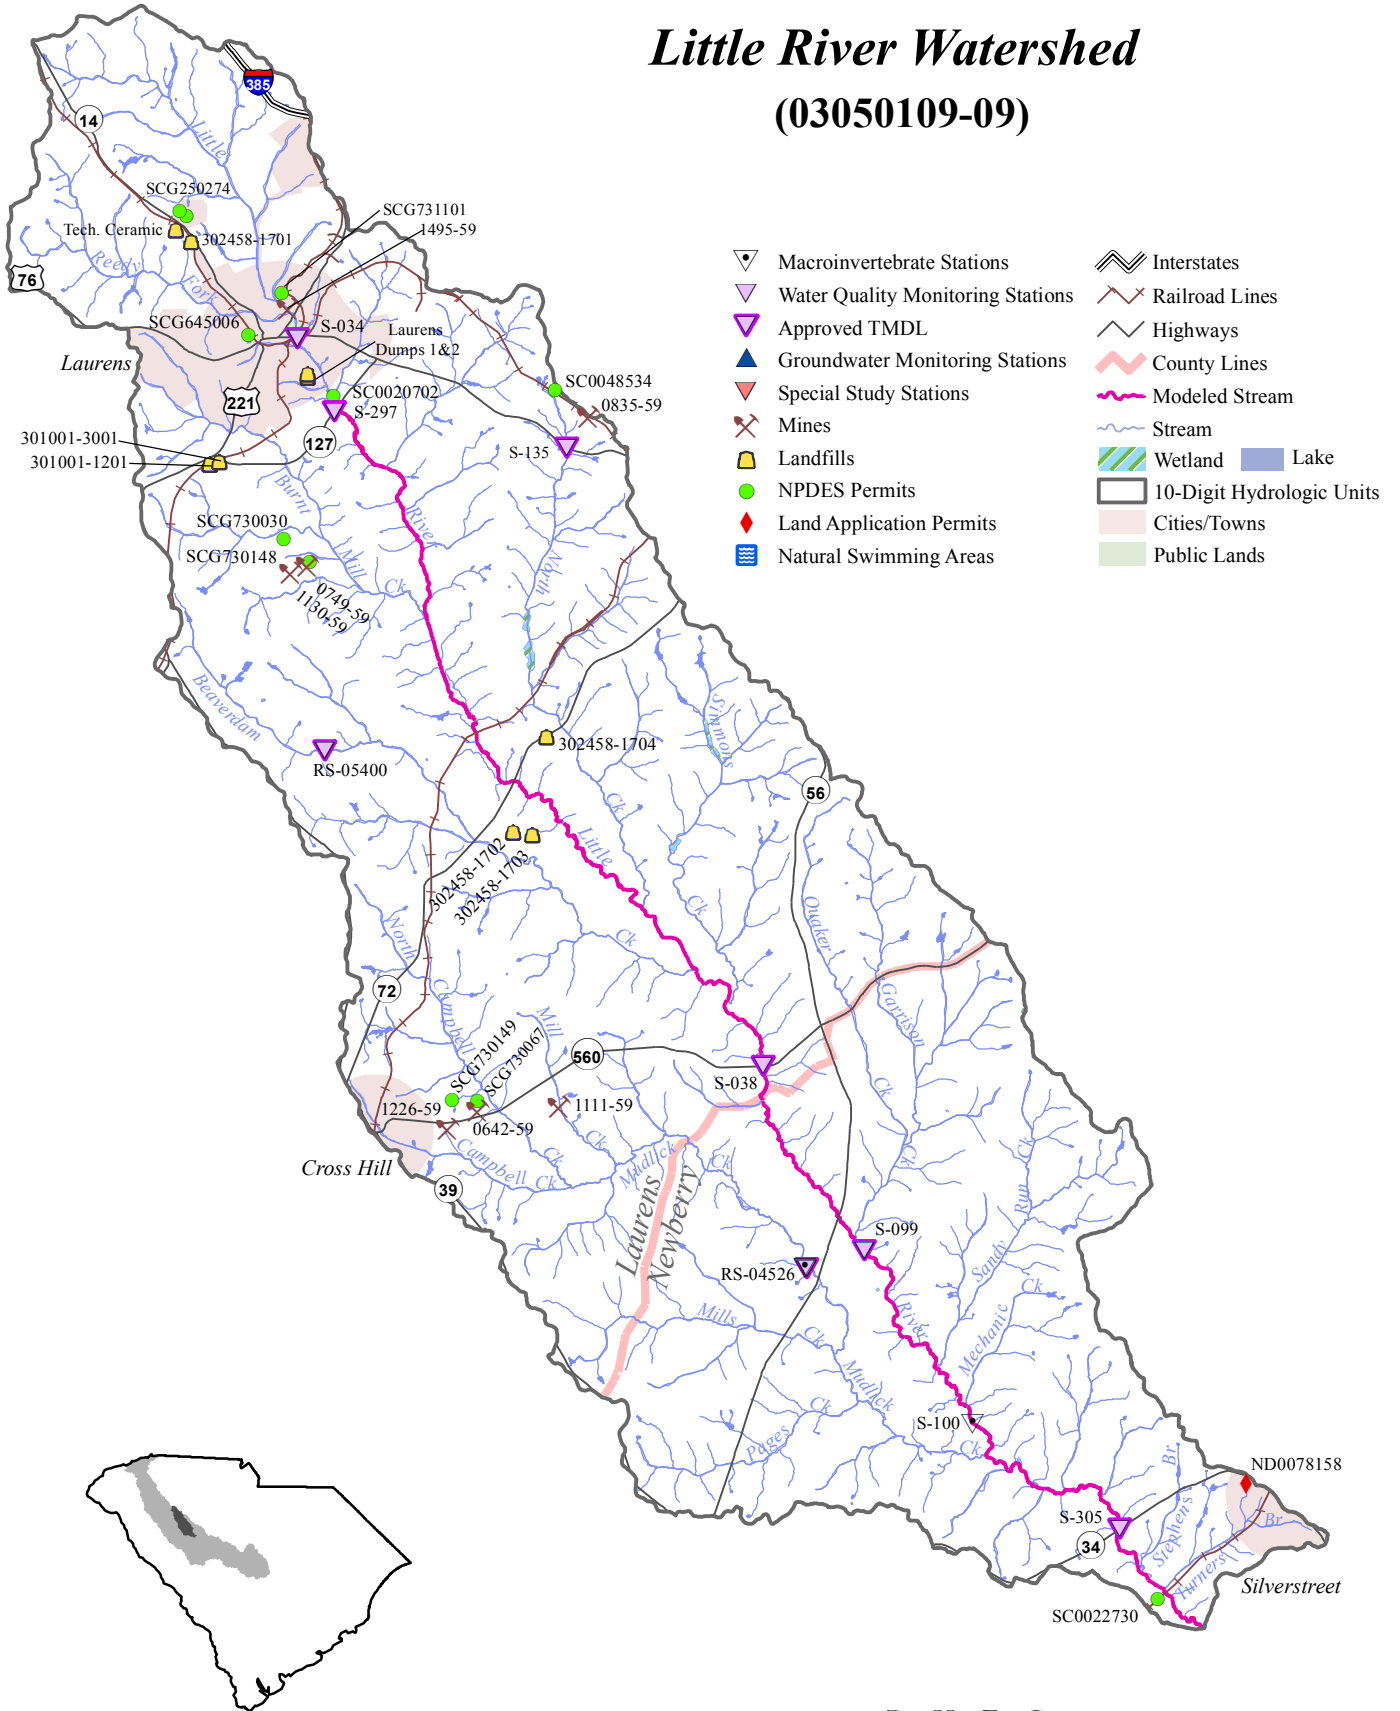 Little River Watershed
(03050109-09)
385
14
Little
SCG250274
Tech. Ceramic
302458-1701
SCG731101
1495-59
76
Reedy
Fork
SCG645006
S-034
Laurens
Dumps 1&2
Laurens
221
SC0020702
S-297
SC0048534
0835-59
127
S-135
301001-3001
301001-1201
Burnt
Mill
Ck
River
North
SCG730030
SCG730148
0749-59
1130-59
Beaverdam
RS-05400
302458-1704
Simmons
Ck
56
Little
302458-1702
302458-1703
Ck
Ck
Quaker
North
Campbell
72
Mill
Garrison
SCG730149
SCG730067
560
S-038
Ck
1226-59
0642-59
1111-59
Cross Hill
Campbell
Ck
Ck
Ck
Mudlick
Ck
Ck
Run
Ck
39
Laurens
Newberry
S-099
RS-04526
Sandy
Ck
River
Mechanic
Mills
Ck
Mudlick
Ck
Pages
S-100
Ck
Br
ND0078158
S-305
34
Stephens
Br
Turners
Silverstreet
SC0022730
Macroinvertebrate Stations
Water Quality Monitoring Stations
Approved TMDL
Groundwater Monitoring Stations
Special Study Stations
Mines
Landfills
NPDES Permits
Land Application Permits
Natural Swimming Areas
Interstates
Railroad Lines
Highways
County Lines
Modeled Stream
Stream
Wetland
Lake
10-Digit Hydrologic Units
Cities/Towns
Public Lands